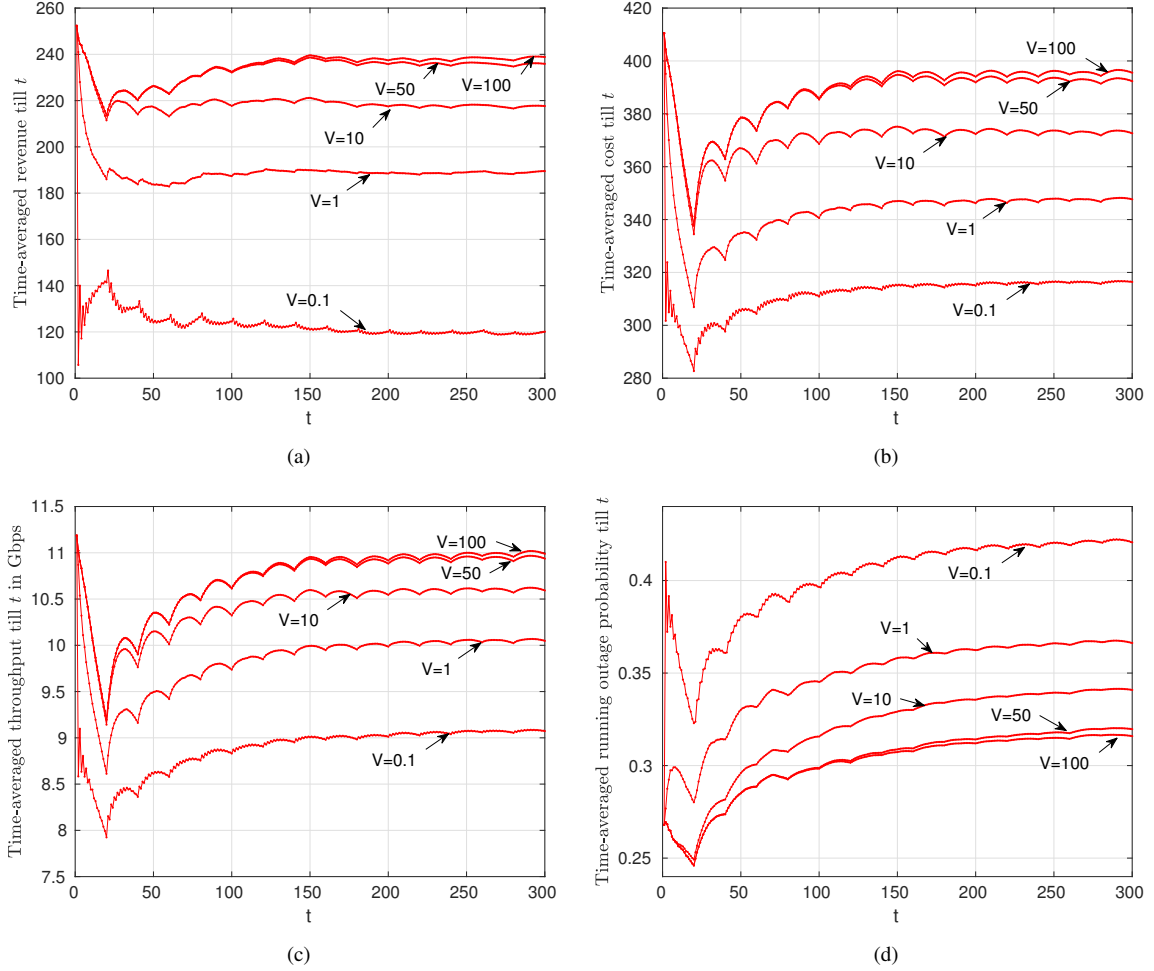 260
240
220
200
180
160
140
120
100
0
50
100
150
200
250
300
Time-averaged revenue till t
t
V=50
V=100
V=10
V=1
V=0.1
(a)
420
400
380
360
340
320
300
280
0
50
100
150
200
250
300
Time-averaged cost till t
t
V=100
V=50
V=10
V=1
V=0.1
(b)
11.5
11
10.5
10
9.5
9
8.5
8
7.5
0
50
100
150
200
250
300
Time-averaged throughput till t in Gbps
t
V=100
V=50
V=10
V=1
V=0.1
(c)
0.4
0.35
0.3
0.25
0
50
100
150
200
250
300
Time-averaged running outage probability till t
t
V=0.1
V=1
V=10
V=50
V=100
(d)